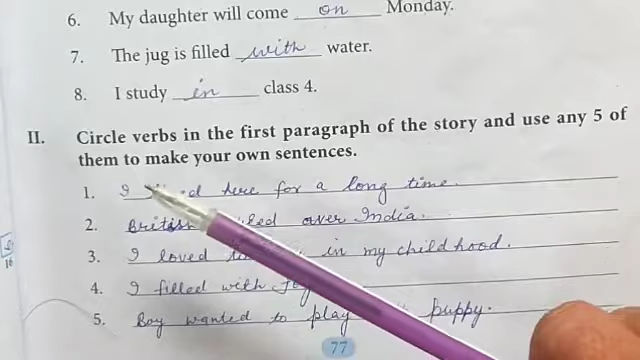 6. My daughter will come on Monday.
7. The jug is filled with water.
8. I study in class 4.
II. Circle verbs in the first paragraph of the story and use any 5 of
them to make your own sentences.
1. I here for a long time.
2. British over India.
3. I loved in my childhood.
4. I filled with
5. Boy wanted to play puppy.
77